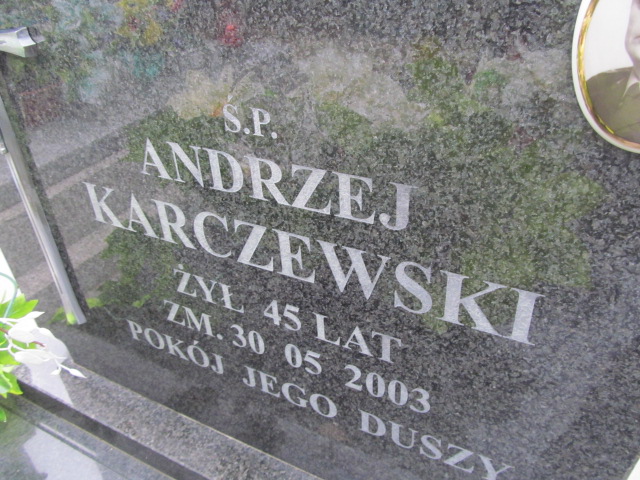 Ś.P.
ANDRZEJ
KARCZEWSKI
ŻYŁ 45 LAT
ZM. 30 05 2003
POKÓJ JEGO DUSZY